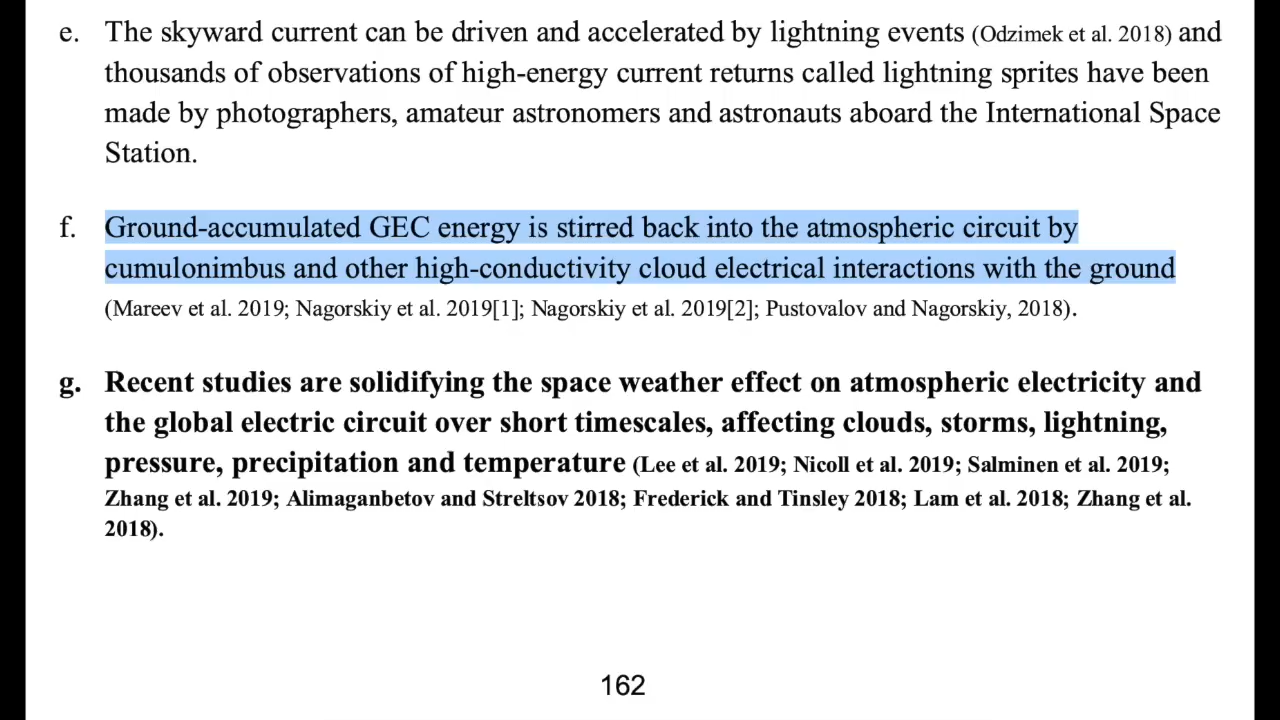 e. The skyward current can be driven and accelerated by lightning events (Odzimek et al. 2018) and
thousands of observations of high-energy current returns called lightning sprites have been
made by photographers, amateur astronomers and astronauts aboard the International Space
Station.
f. Ground-accumulated GEC energy is stirred back into the atmospheric circuit by
cumulonimbus and other high-conductivity cloud electrical interactions with the ground
(Mareev et al. 2019; Nagorskiy et al. 2019[1]; Nagorskiy et al. 2019[2]; Pustovalov and Nagorskiy, 2018).
g. Recent studies are solidifying the space weather effect on atmospheric electricity and
the global electric circuit over short timescales, affecting clouds, storms, lightning,
pressure, precipitation and temperature (Lee et al. 2019; Nicoll et al. 2019; Salminen et al. 2019;
Zhang et al. 2019; Alimaganbetov and Streltsov 2018; Frederick and Tinsley 2018; Lam et al. 2018; Zhang et al.
2018).
162